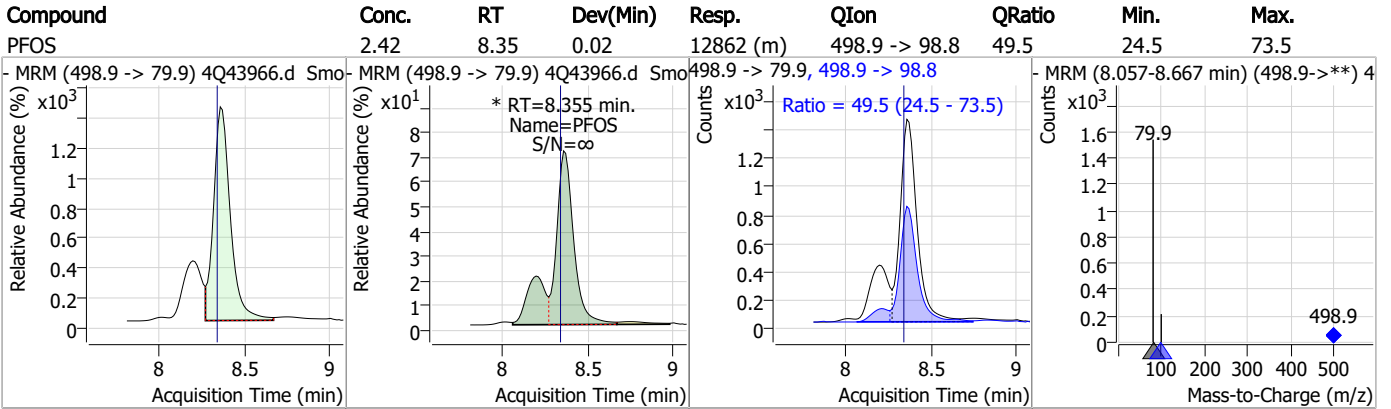 Compound Conc. RT Dev(Min) Resp. QIon QRatio Min. Max.
PFOS 2.42 8.35 0.02 12862 (m) 498.9 -> 98.8 49.5 24.5 73.5
- MRM (498.9 -> 79.9) 4Q43966.d Smo
Relative Abundance (%)
x10³
1.2
1
0.8
0.6
0.4
0.2
0
8 8.5 9
Acquisition Time (min)
- MRM (498.9 -> 79.9) 4Q43966.d Smo
Relative Abundance (%)
x10¹
* RT=8.355 min.
Name=PFOS
S/N=∞
8
7
6
5
4
3
2
1
0
8 8.5 9
Acquisition Time (min)
498.9 -> 79.9, 498.9 -> 98.8
Counts
x10³
Ratio = 49.5 (24.5 - 73.5)
1.2
1
0.8
0.6
0.4
0.2
0
8 8.5 9
Acquisition Time (min)
- MRM (8.057-8.667 min) (498.9->**) 4
Counts
x10³
1.6
1.4
1.2
1
0.8
0.6
0.4
0.2
0
79.9
498.9
100 200 300 400 500
Mass-to-Charge (m/z)